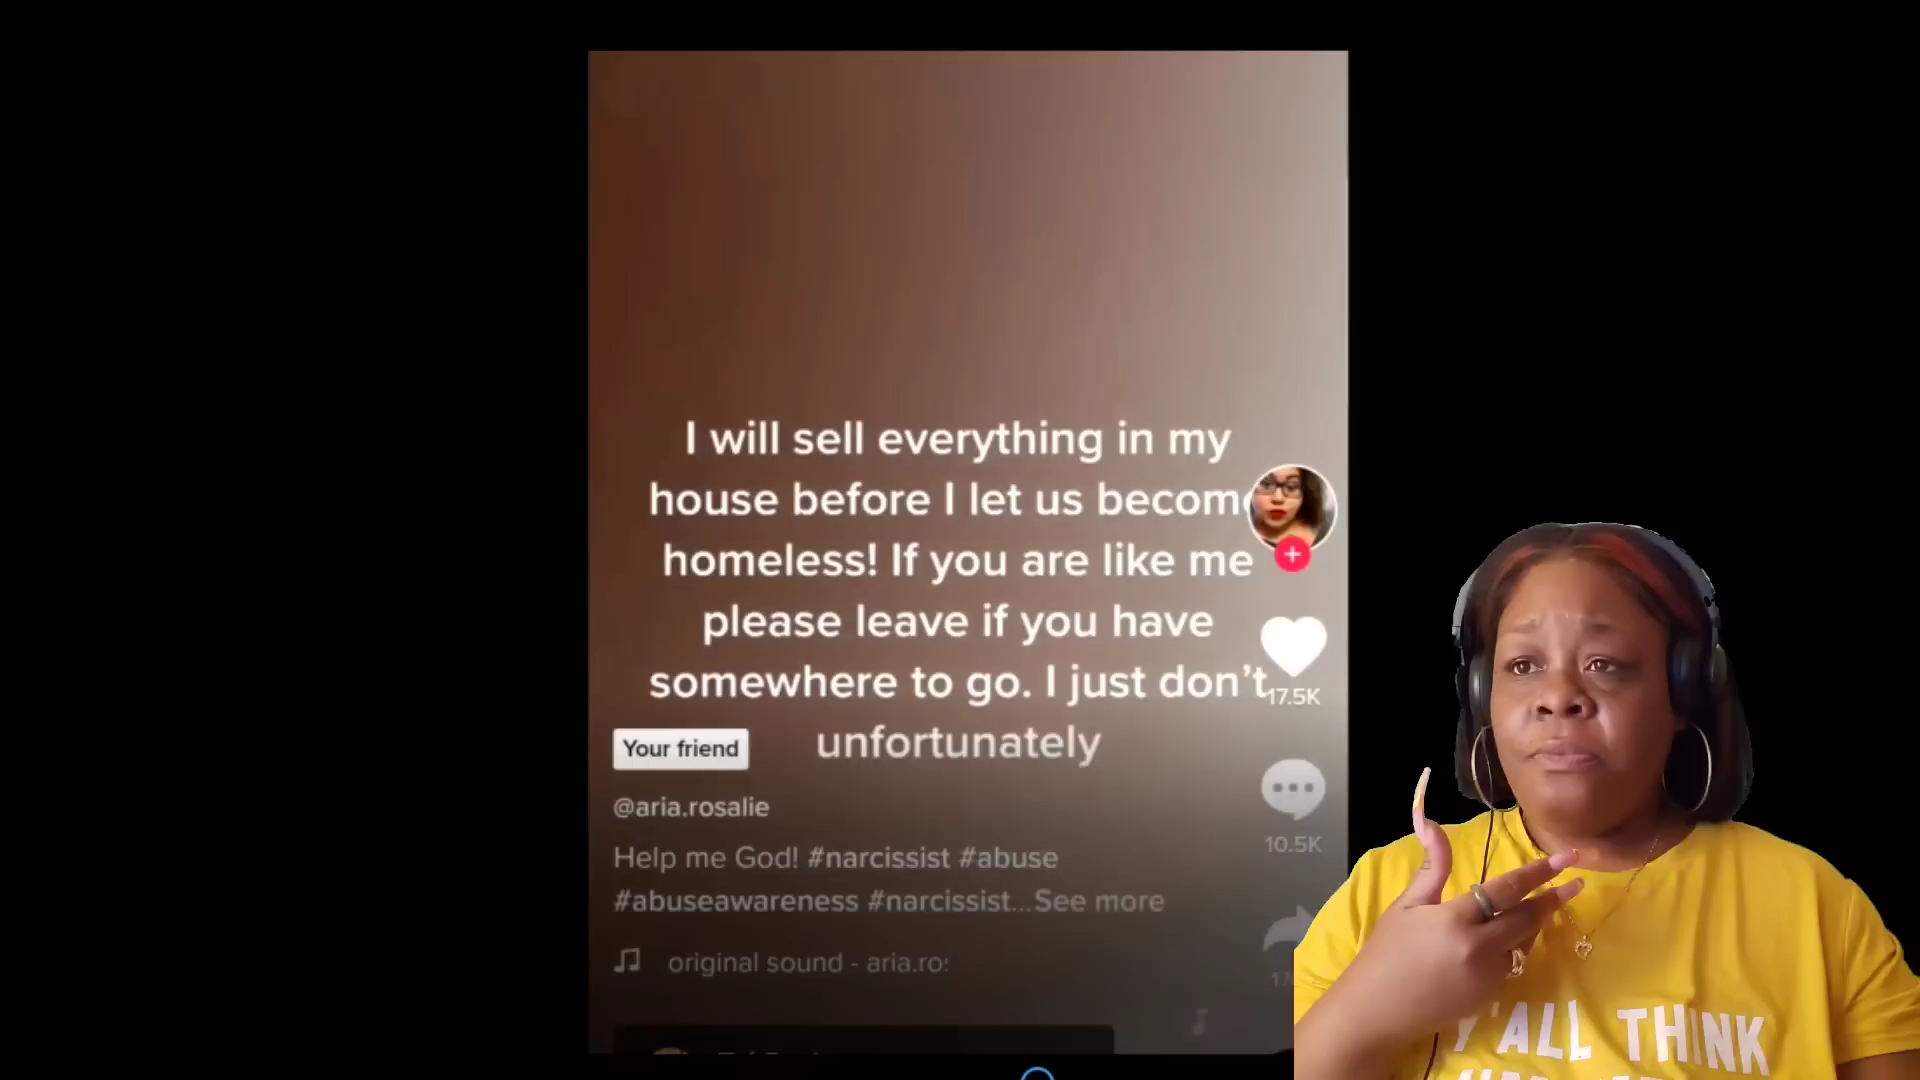 I will sell everything in my
house before I let us become
homeless! If you are like me
please leave if you have
somewhere to go. I just don't
unfortunately
17.5K
Your friend
@aria.rosalie
10.5K
Help me God! #narcissist #abuse
#abuseawareness #narcissist...See more
original sound - aria.ro
Y'ALL THINK